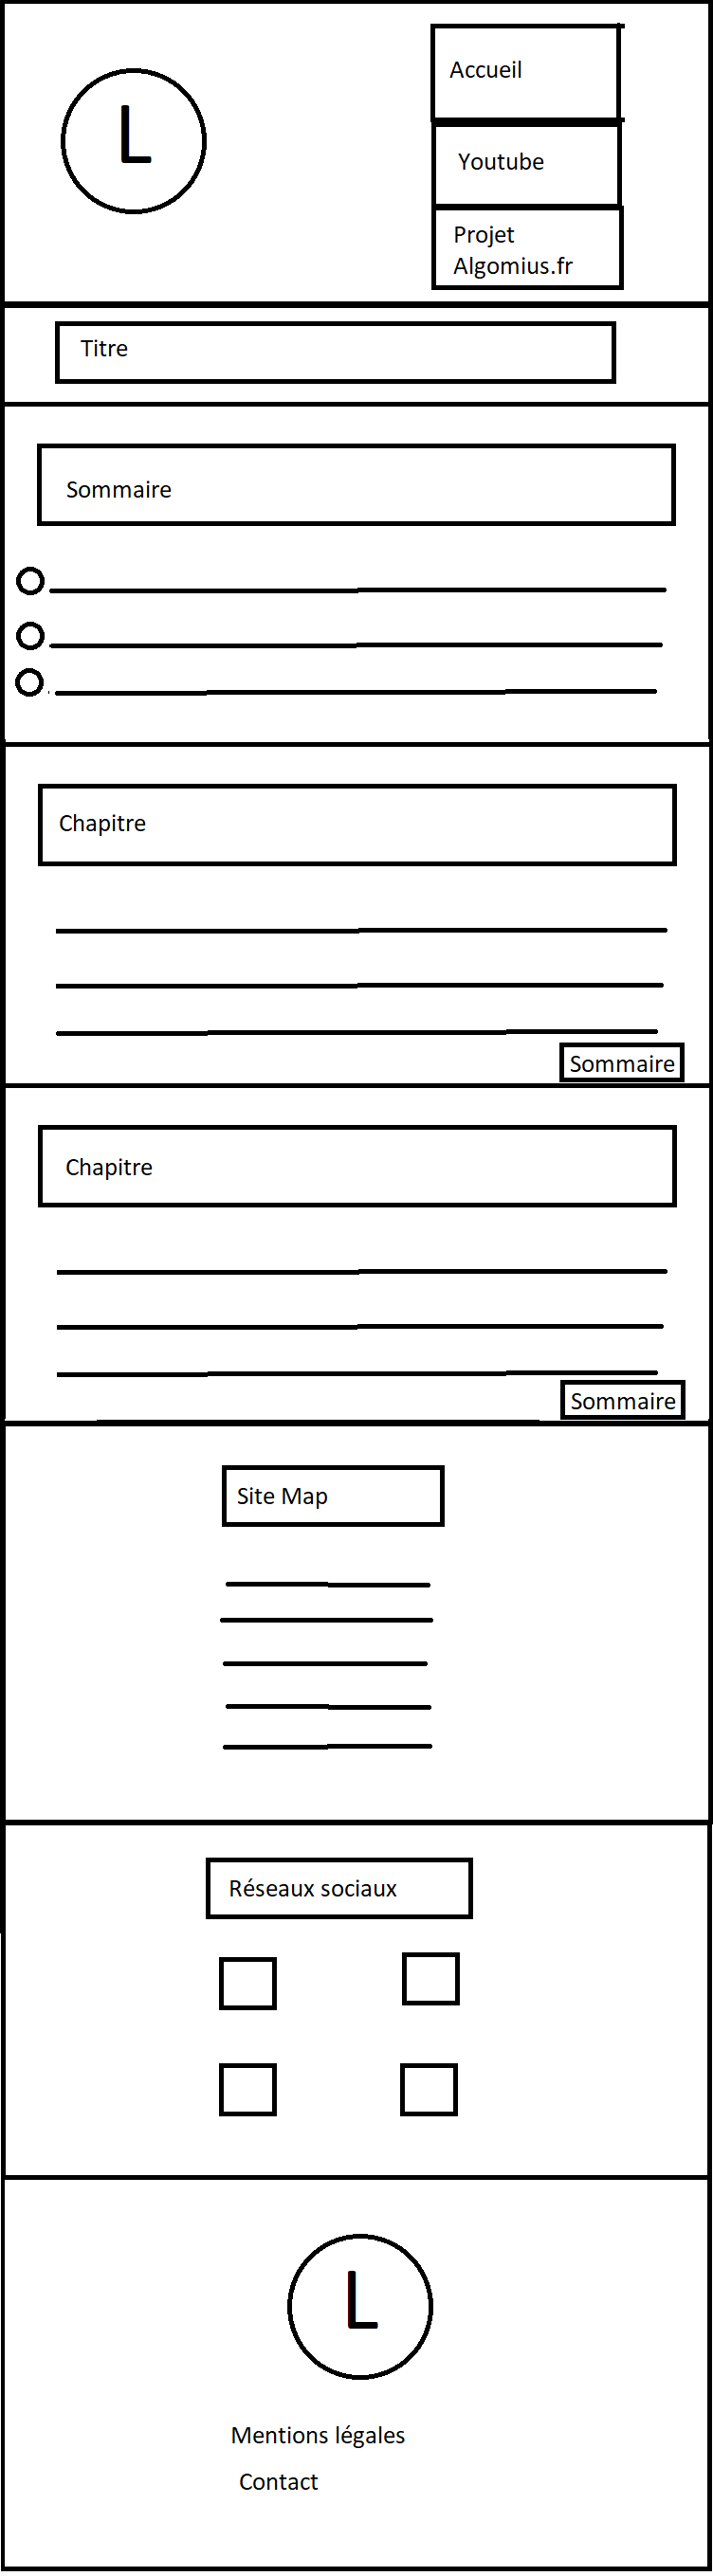 L
Accueil
Youtube
Projet
Algomius.fr
Titre
Sommaire
Chapitre
Sommaire
Chapitre
Sommaire
Site Map
Réseaux sociaux
L
Mentions légales
Contact